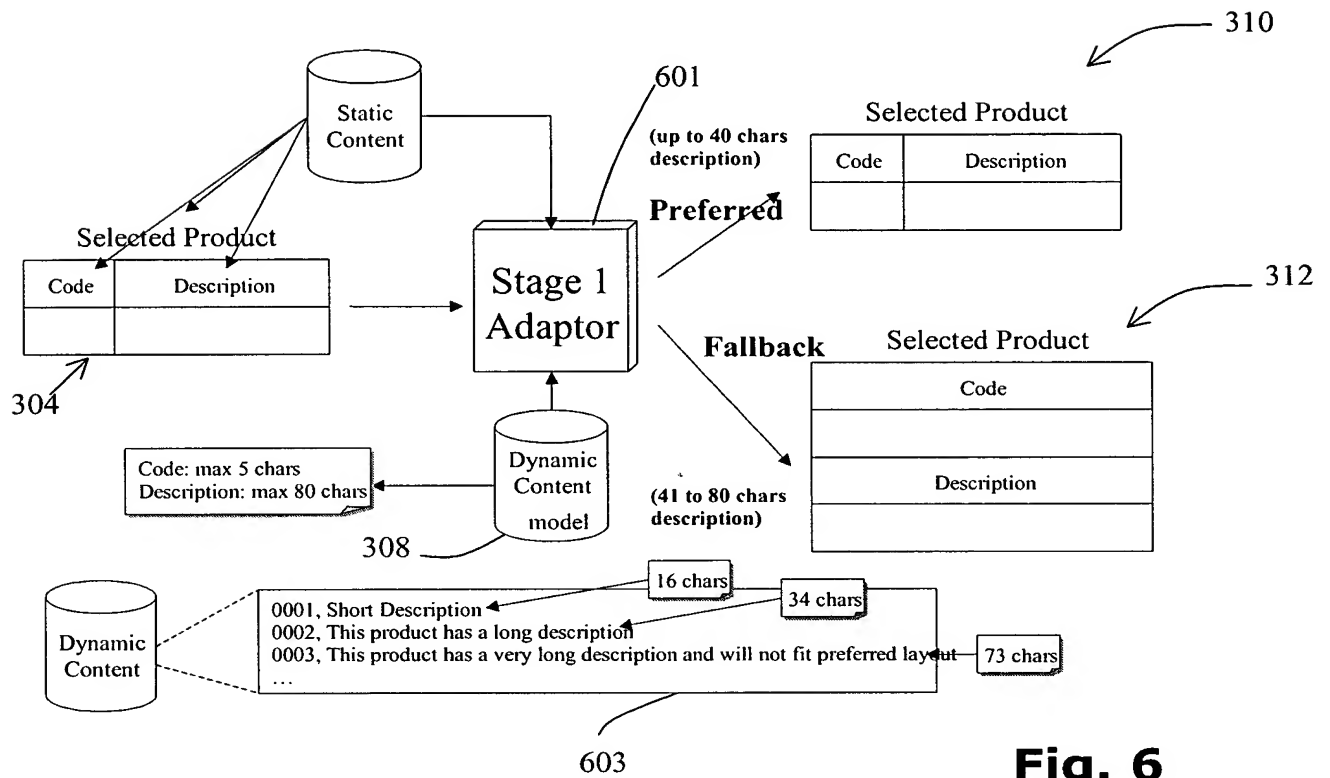 310
601
Static
Content
Selected Product
(up to 40 chars
description)
Code
Description
Preferred
Selected Product
Code
Description
Stage 1
Adaptor
312
Fallback
Selected Product
Code
Description
304
Code: max 5 chars
Description: max 80 chars
Dynamic
Content
model
(41 to 80 chars
description)
308
16 chars
34 chars
Dynamic
Content
0001, Short Description
0002, This product has a long description
0003, This product has a very long description and will not fit preferred layout
...
73 chars
603
Fig. 6